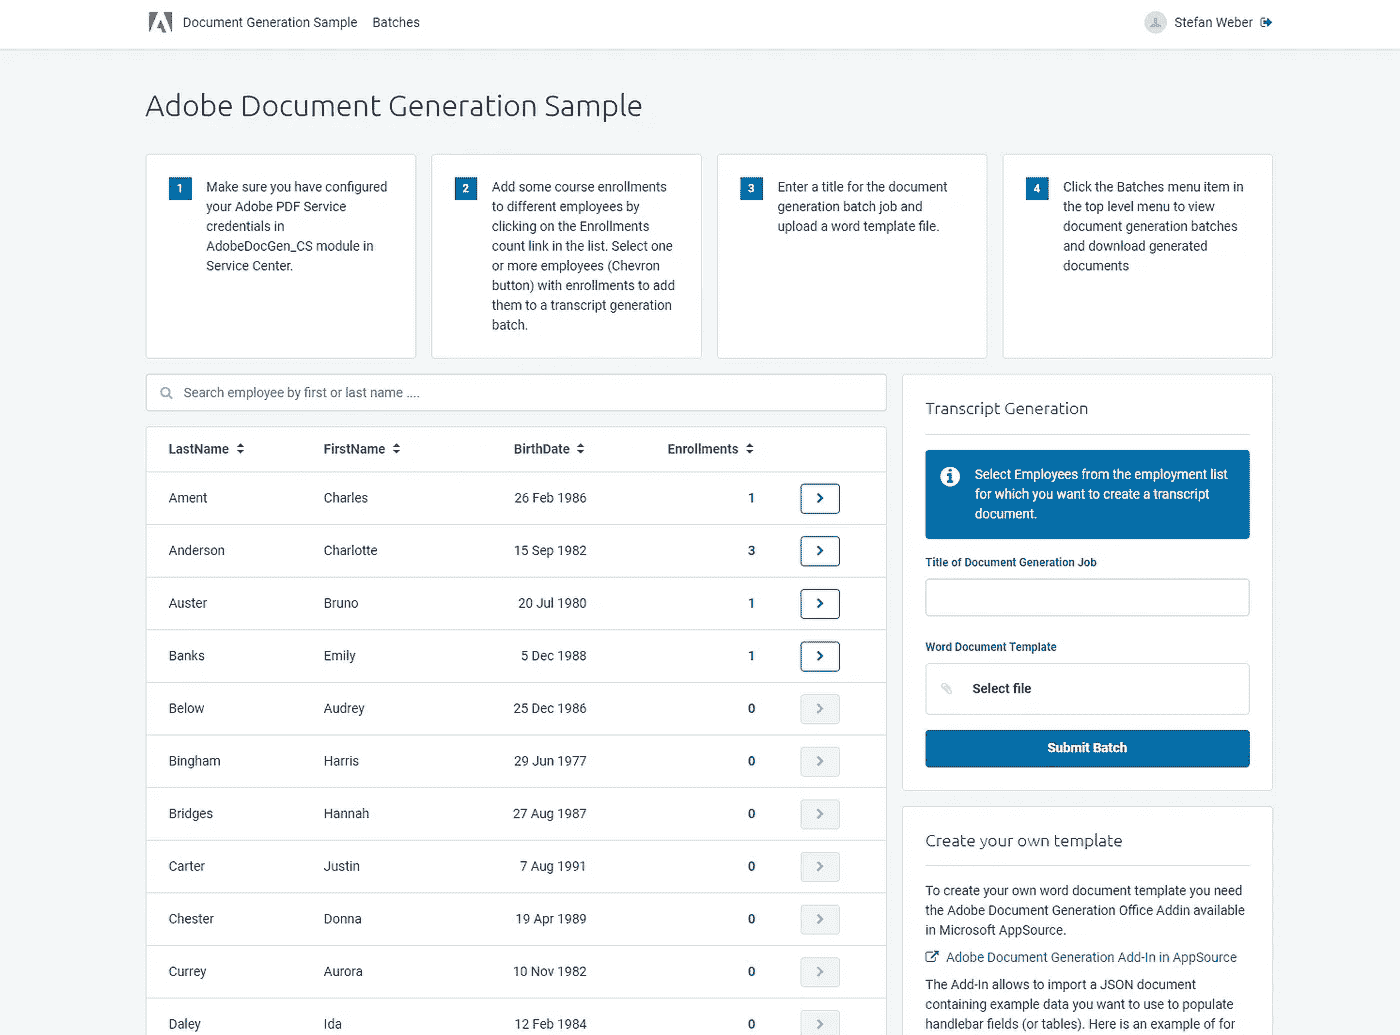 Document Generation Sample Batches Stefan Weber
Adobe Document Generation Sample
1 Make sure you have configured
your Adobe PDF Service
credentials in
AdobeDocGen_CS module in
Service Center.
2 Add some course enrollments
to different employees by
clicking on the Enrollments
count link in the list. Select one
or more employees (Chevron
button) with enrollments to add
them to a transcript generation
batch.
3 Enter a title for the document
generation batch job and
upload a word template file.
4 Click the Batches menu item in
the top level menu to view
document generation batches
and download generated
documents
Search employee by first or last name ....
LastName FirstName BirthDate Enrollments
Ament Charles 26 Feb 1986 1
Anderson Charlotte 15 Sep 1982 3
Auster Bruno 20 Jul 1980 1
Banks Emily 5 Dec 1988 1
Below Audrey 25 Dec 1986 0
Bingham Harris 29 Jun 1977 0
Bridges Hannah 27 Aug 1987 0
Carter Justin 7 Aug 1991 0
Chester Donna 19 Apr 1989 0
Currey Aurora 10 Nov 1982 0
Daley Ida 12 Feb 1984 0
Transcript Generation
Select Employees from the employment list
for which you want to create a transcript
document.
Title of Document Generation Job
Word Document Template
Select file
Submit Batch
Create your own template
To create your own word document template you need
the Adobe Document Generation Office Addin available
in Microsoft AppSource.
Adobe Document Generation Add-In in AppSource
The Add-In allows to import a JSON document
containing example data you want to use to populate
handlebar fields (or tables). Here is an example of for